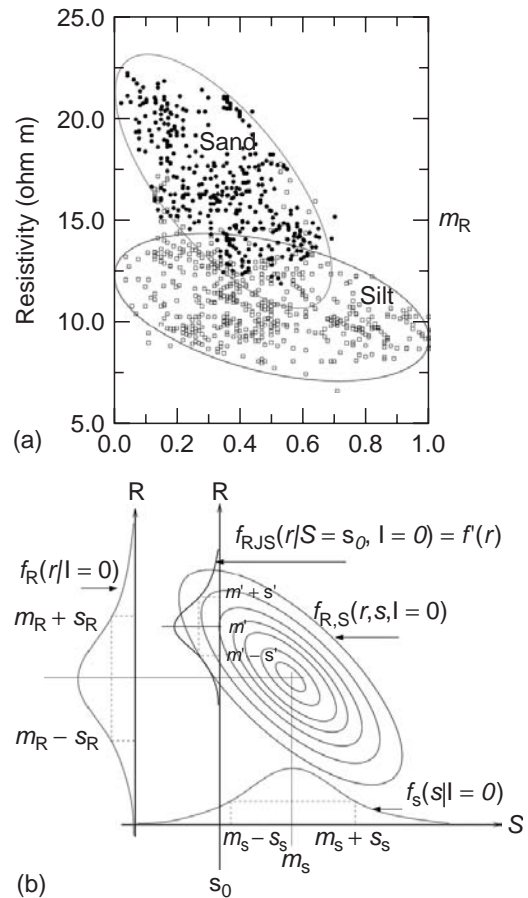 25.0
20.0
Sand
Resistivity (ohm m)
15.0
m_R
Silt
10.0
5.0
(a)
0.0 0.2 0.4 0.6 0.8 1.0
R R
f_RJS(r|S = s_0, I = 0) = f'(r)
f_R(r|I = 0)
m' + s'
f_R,S(r,s,I = 0)
m_R + s_R
m'
m' – s'
m_R – s_R
f_s(s|I = 0)
m_s – s_s m_s + s_s S
m_s
s_0
(b)